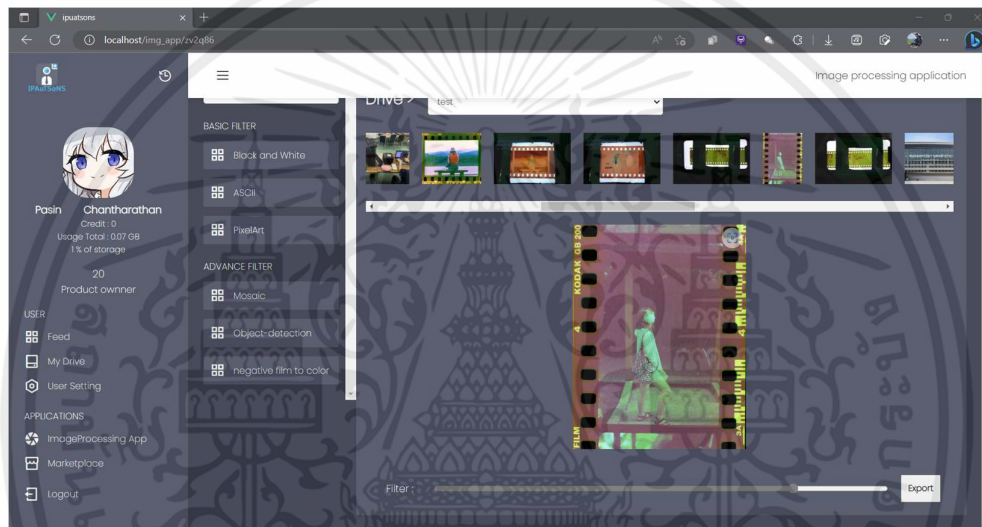 ipuatsons
localhost/img_app/zv2q86
IPAuTSoNS
Image processing application
Pasin Chantharathan
Credit : 0
Usage Total : 0.07 GB
1 % of storage
20
Product ownner
USER
Feed
My Drive
User Setting
APPLICATIONS
ImageProcessing App
Marketplace
Logout
BASIC FILTER
Black and White
ASCII
PixelArt
ADVANCE FILTER
Mosaic
Object-detection
negative film to color
Drive >
test
KODAK GB 200
4
4
FILM
3A
Filter :
Export